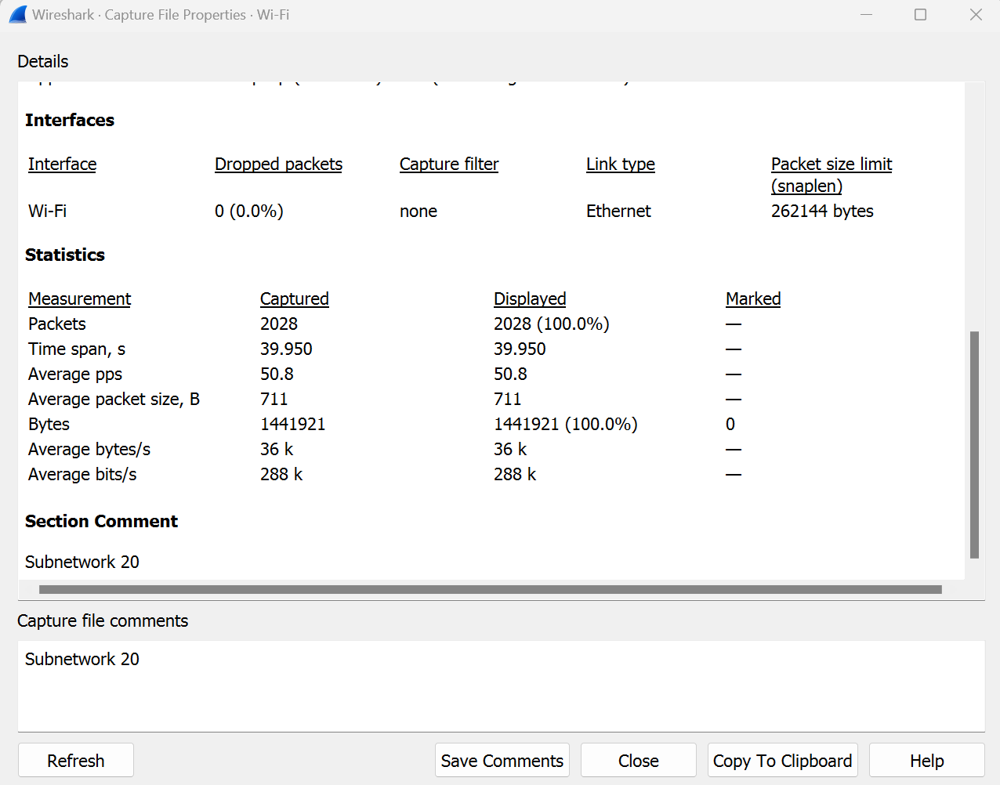 Wireshark · Capture File Properties · Wi-Fi
Details
Interfaces
Interface Dropped packets Capture filter Link type Packet size limit
(snaplen)
Wi-Fi 0 (0.0%) none Ethernet 262144 bytes
Statistics
Measurement Captured Displayed Marked
Packets 2028 2028 (100.0%) —
Time span, s 39.950 39.950 —
Average pps 50.8 50.8 —
Average packet size, B 711 711 —
Bytes 1441921 1441921 (100.0%) 0
Average bytes/s 36 k 36 k —
Average bits/s 288 k 288 k —
Section Comment
Subnetwork 20
Capture file comments
Subnetwork 20
Refresh Save Comments Close Copy To Clipboard Help